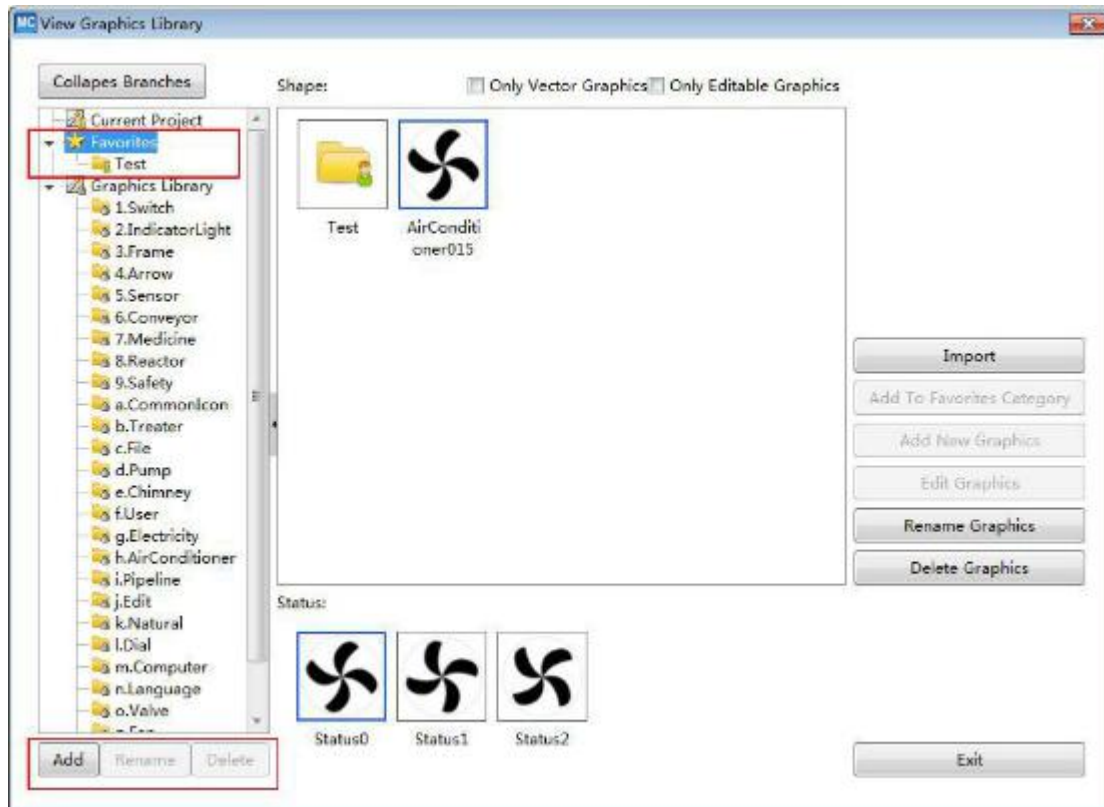 MC View Graphics Library
Collapes Branches
Shape:
Only Vector Graphics
Only Editable Graphics
Current Project
Favorites
Test
Graphics Library
1.Switch
2.IndicatorLight
3.Frame
4.Arrow
5.Sensor
6.Conveyor
7.Medicine
8.Reactor
9.Safety
a.CommonIcon
b.Treater
c.File
d.Pump
e.Chimney
f.User
g.Electricity
h.AirConditioner
i.Pipeline
j.Edit
k.Natural
l.Dial
m.Computer
n.Language
o.Valve
Add
Rename
Delete
Test
AirConditi
oner015
Status:
Status0
Status1
Status2
Import
Add To Favorites Category
Add New Graphics
Edit Graphics
Rename Graphics
Delete Graphics
Exit